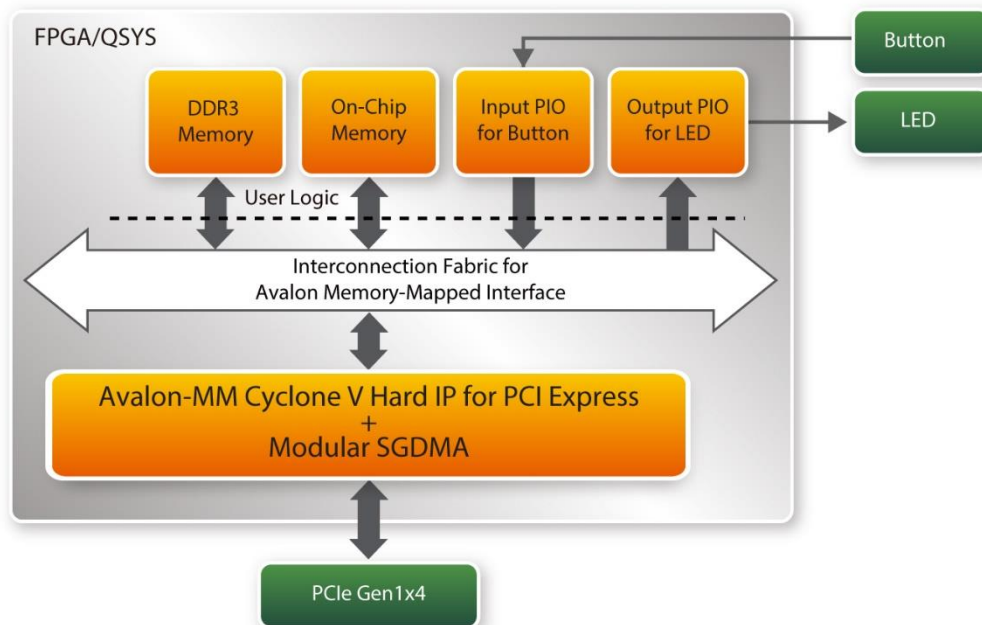 FPGA/QSYS
Button
DDR3
Memory
On-Chip
Memory
Input PIO
for Button
Output PIO
for LED
LED
User Logic
Interconnection Fabric for
Avalon Memory-Mapped Interface
Avalon-MM Cyclone V Hard IP for PCI Express
+
Modular SGDMA
PCIe Gen1x4